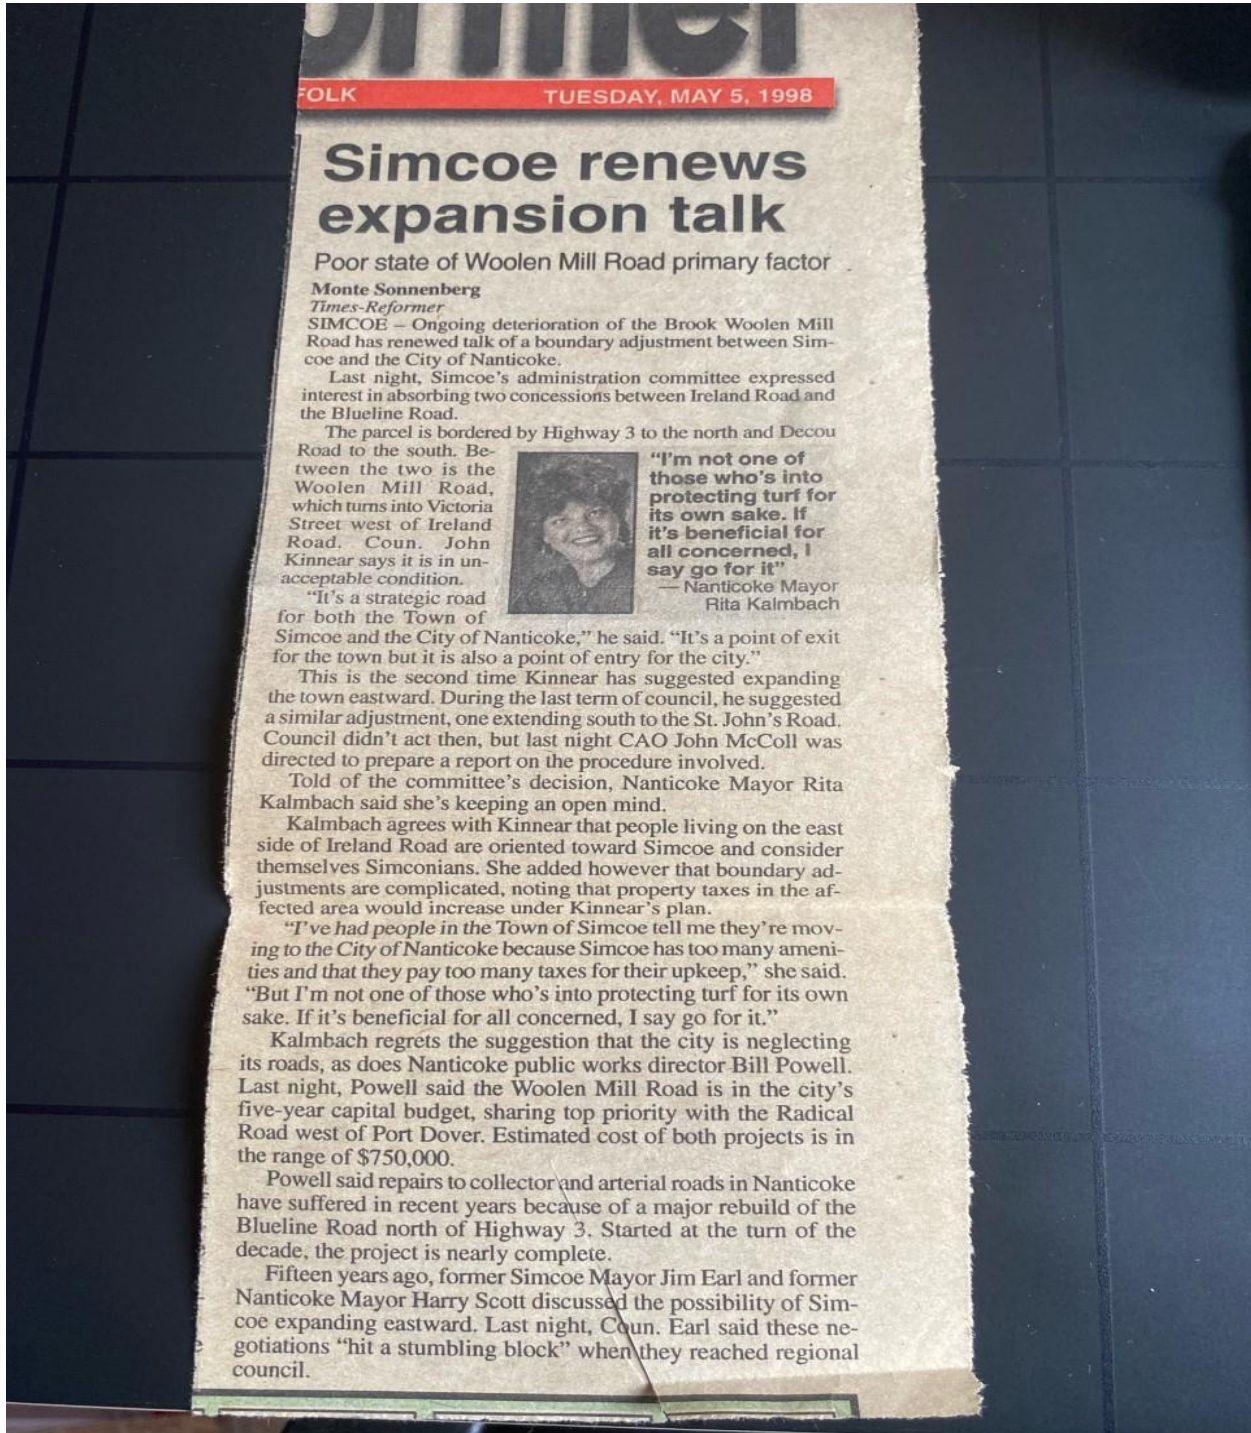 FOLK
TUESDAY, MAY 5, 1998
Simcoe renews
expansion talk
Poor state of Woolen Mill Road primary factor
Monte Sonnenberg
Times-Reformer
SIMCOE – Ongoing deterioration of the Brook Woolen Mill
Road has renewed talk of a boundary adjustment between Sim-
coe and the City of Nanticoke.
Last night, Simcoe's administration committee expressed
interest in absorbing two concessions between Ireland Road and
the Blueline Road.
The parcel is bordered by Highway 3 to the north and Decou
Road to the south. Be-
tween the two is the
Woolen Mill Road,
which turns into Victoria
Street west of Ireland
Road. Coun. John
Kinnear says it is in un-
acceptable condition.
"It's a strategic road
for both the Town of
"I'm not one of
those who's into
protecting turf for
its own sake. If
it's beneficial for
all concerned, I
say go for it"
— Nanticoke Mayor
Rita Kalmbach
Simcoe and the City of Nanticoke," he said. "It's a point of exit
for the town but it is also a point of entry for the city."
This is the second time Kinnear has suggested expanding
the town eastward. During the last term of council, he suggested
a similar adjustment, one extending south to the St. John's Road.
Council didn't act then, but last night CAO John McColl was
directed to prepare a report on the procedure involved.
Told of the committee's decision, Nanticoke Mayor Rita
Kalmbach said she's keeping an open mind.
Kalmbach agrees with Kinnear that people living on the east
side of Ireland Road are oriented toward Simcoe and consider
themselves Simconians. She added however that boundary ad-
justments are complicated, noting that property taxes in the af-
fected area would increase under Kinnear's plan.
"I've had people in the Town of Simcoe tell me they're mov-
ing to the City of Nanticoke because Simcoe has too many ameni-
ties and that they pay too many taxes for their upkeep," she said.
"But I'm not one of those who's into protecting turf for its own
sake. If it's beneficial for all concerned, I say go for it."
Kalmbach regrets the suggestion that the city is neglecting
its roads, as does Nanticoke public works director Bill Powell.
Last night, Powell said the Woolen Mill Road is in the city's
five-year capital budget, sharing top priority with the Radical
Road west of Port Dover. Estimated cost of both projects is in
the range of $750,000.
Powell said repairs to collector and arterial roads in Nanticoke
have suffered in recent years because of a major rebuild of the
Blueline Road north of Highway 3. Started at the turn of the
decade, the project is nearly complete.
Fifteen years ago, former Simcoe Mayor Jim Earl and former
Nanticoke Mayor Harry Scott discussed the possibility of Sim-
coe expanding eastward. Last night, Coun. Earl said these ne-
gotiations "hit a stumbling block" when they reached regional
council.